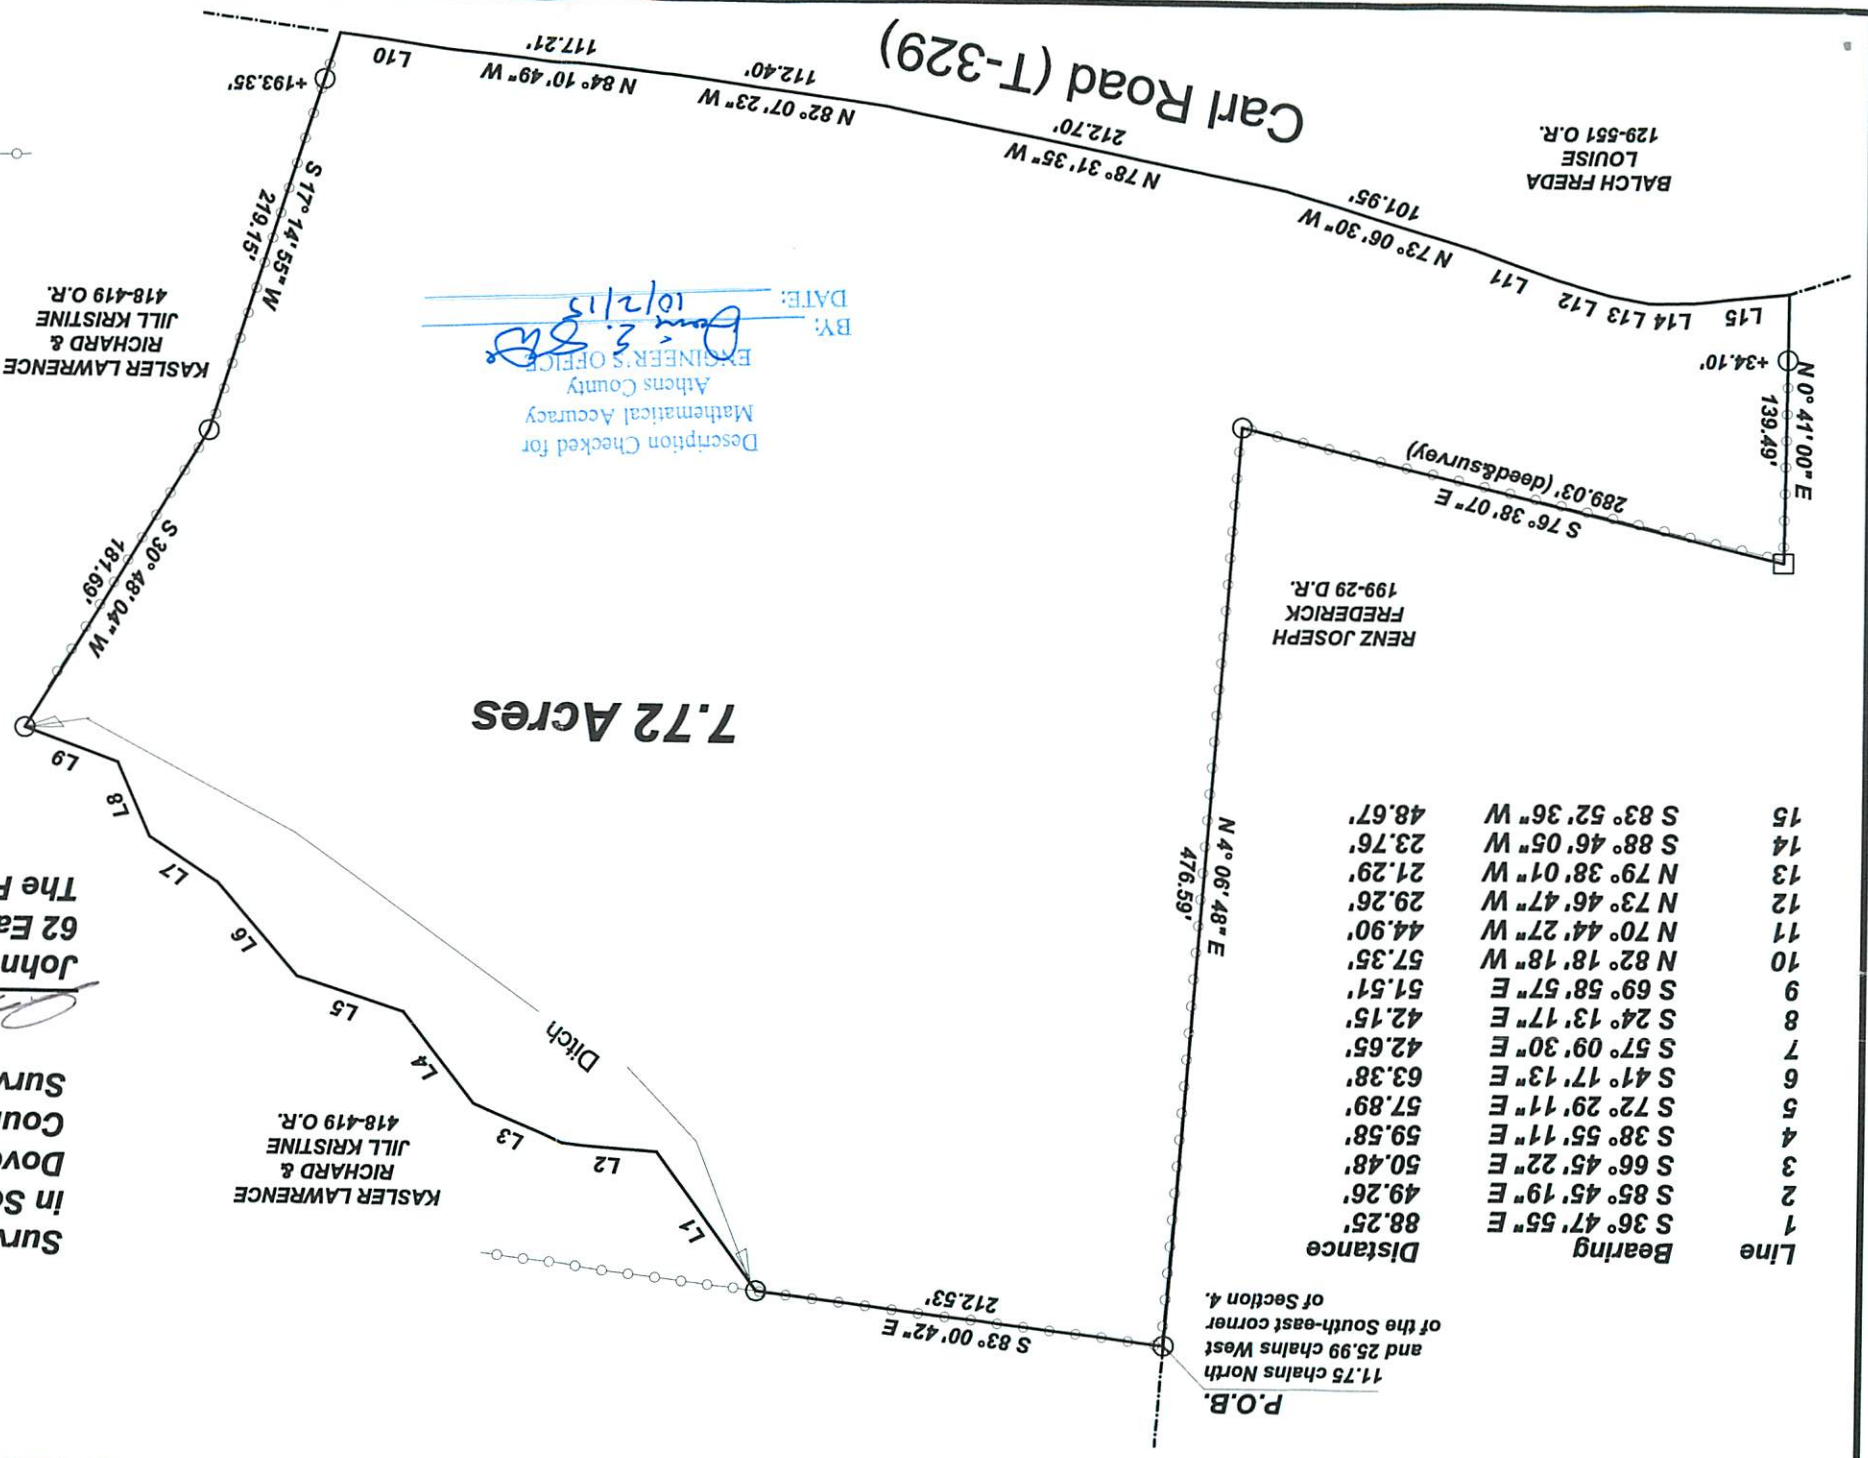 P.O.B.
11.75 chains North
and 25.99 chains West
of the South-east corner
of Section 4.
S 83° 00' 42" E
212.53'
Line Bearing Distance
1 S 36° 47' 55" E 88.25'
2 S 85° 45' 19" E 49.26'
3 S 66° 45' 22" E 50.48'
4 S 38° 55' 11" E 59.58'
5 S 72° 29' 11" E 57.89'
6 S 41° 17' 13" E 63.38'
7 S 57° 09' 30" E 42.65'
8 S 24° 13' 17" E 42.15'
9 S 69° 58' 57" E 51.51'
10 N 82° 18' 18" W 57.35'
11 N 70° 44' 27" W 44.90'
12 N 73° 46' 47" W 29.26'
13 N 79° 38' 01" W 21.29'
14 S 88° 46' 05" W 23.76'
15 S 83° 52' 36" W 48.67'
L1
L2
L3
L4
L5
L6
L7
L8
L9
Ditch
KASLER LAWRENCE
RICHARD &
JILL KRISTINE
418-419 O.R.
Surv
in Se
Dove
Coun
Surv
John
62 Ea
The P
N 4° 06' 48" E
476.59'
7.72 Acres
RENZ JOSEPH
FREDERICK
199-29 D.R.
S 76° 38' 07" E
289.03' (deed&survey)
N 0° 41' 00" E
139.49'
+34.10'
S 30° 48' 04" W
181.69'
Description Checked for
Mathematical Accuracy
Athens County
ENGINEER'S OFFICE
BY:
DATE: 10/2/15
KASLER LAWRENCE
RICHARD &
JILL KRISTINE
418-419 O.R.
S 17° 14' 55" W
219.15'
+193.35'
L15
L14
L13
L12
L11
N 73° 06' 30" W
101.95'
N 78° 31' 35" W
212.70'
N 82° 07' 23" W
112.40'
N 84° 10' 49" W
117.21'
L10
BALCH FREDA
LOUISE
129-551 O.R.
Carl Road (T-329)